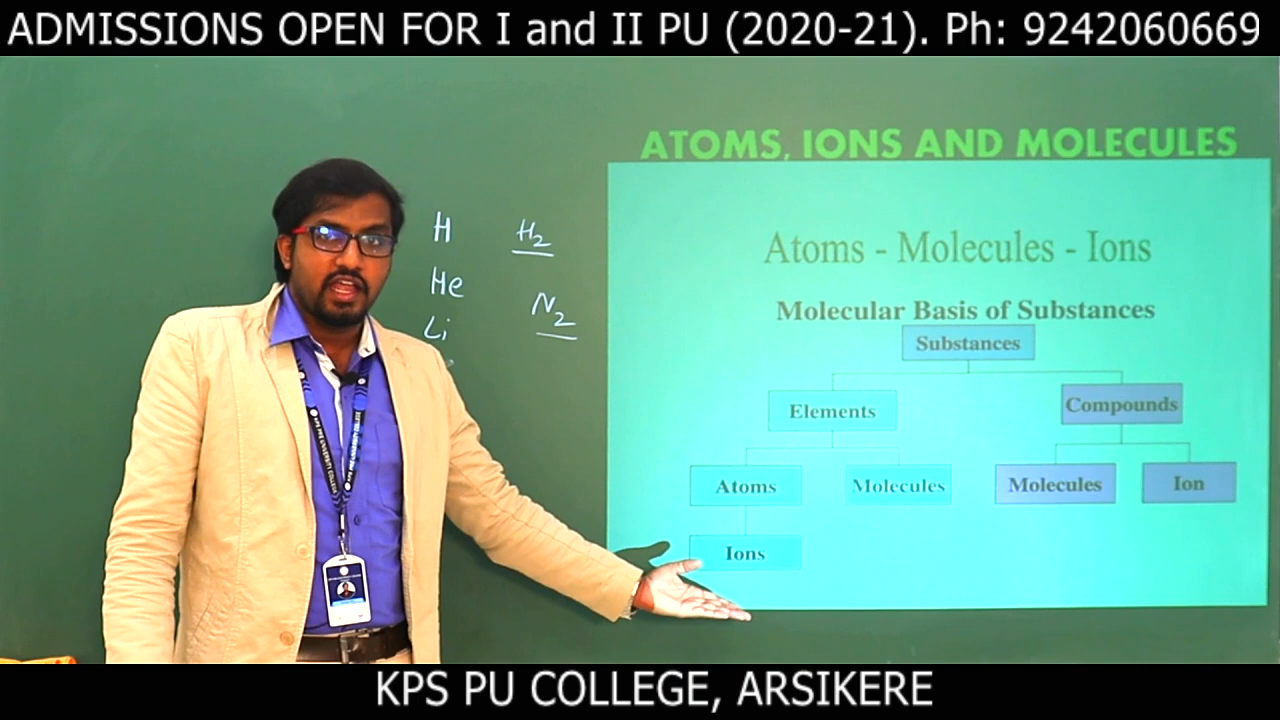 ADMISSIONS OPEN FOR I and II PU (2020-21). Ph: 9242060669
ATOMS, IONS AND MOLECULES
H H2
He N2
Li
Atoms - Molecules - Ions
Molecular Basis of Substances
Substances
Elements Compounds
Atoms Molecules Molecules Ion
Ions
KPS PU COLLEGE, ARSIKERE